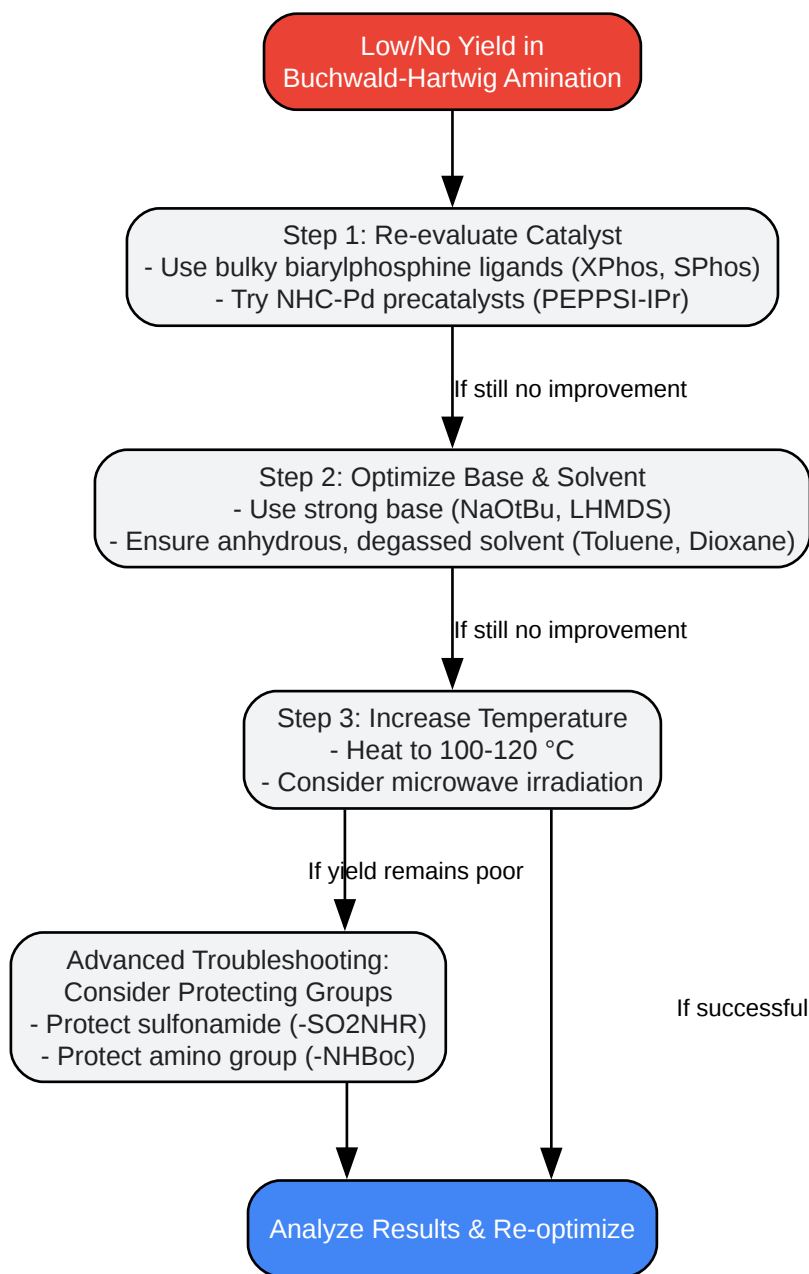 Low/No Yield in
Buchwald-Hartwig Amination
Step 1: Re-evaluate Catalyst
- Use bulky biarylphosphine ligands (XPhos, SPhos)
- Try NHC-Pd precatalysts (PEPPSI-IPr)
If still no improvement
Step 2: Optimize Base & Solvent
- Use strong base (NaOtBu, LHMDS)
- Ensure anhydrous, degassed solvent (Toluene, Dioxane)
If still no improvement
Step 3: Increase Temperature
- Heat to 100-120 °C
- Consider microwave irradiation
If yield remains poor
Advanced Troubleshooting:
Consider Protecting Groups
- Protect sulfonamide (-SO2NHR)
- Protect amino group (-NHBoc)
If successful
Analyze Results & Re-optimize